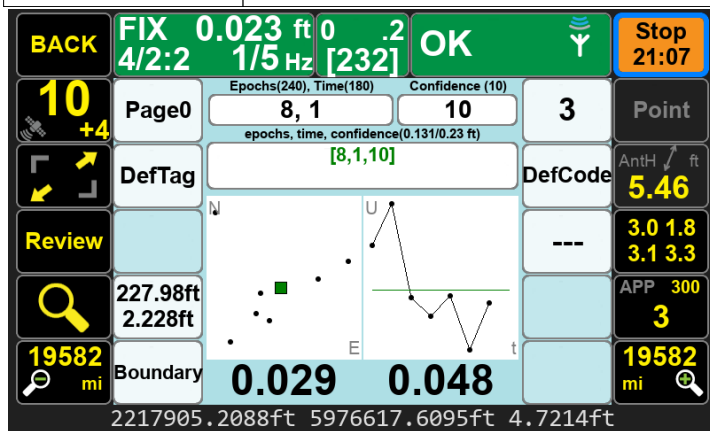 BACK
FIX 0.023 ft
4/2:2 1/5 Hz
0 .2
[232]
OK
Stop
21:07
10
+4
Page0
Epochs(240), Time(180)
8, 1
Confidence (10)
10
3
Point
epochs, time, confidence(0.131/0.23 ft)
[8,1,10]
DefTag
DefCode
AntH ft
5.46
Review
N
U
---
3.0 1.8
3.1 3.3
227.98ft
2.228ft
APP 300
3
19582
mi
Boundary
E
t
0.029
0.048
19582
mi
2217905.2088ft 5976617.6095ft 4.7214ft